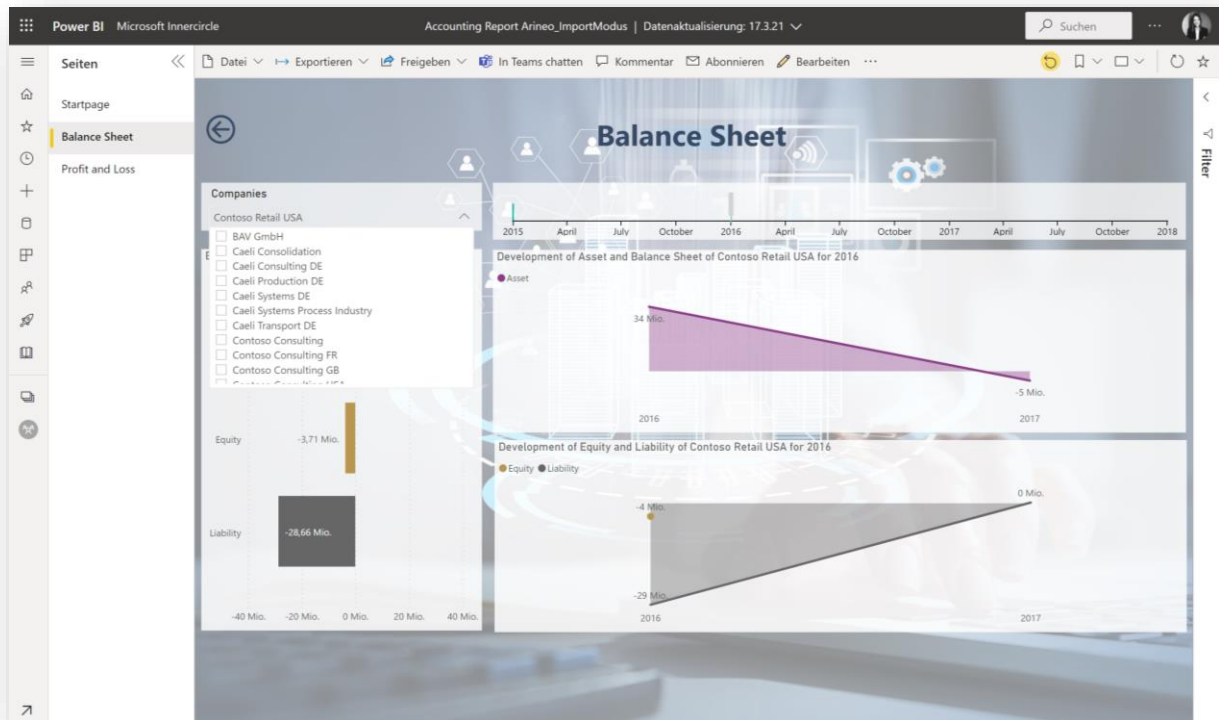 Power BI Microsoft Innercircle
Accounting Report Arineo_ImportModus | Datenaktualisierung: 17.3.21
Suchen
Seiten
Datei
Exportieren
Freigeben
In Teams chatten
Kommentar
Abonnieren
Bearbeiten
Startpage
Balance Sheet
Profit and Loss
Filter
Balance Sheet
Companies
Contoso Retail USA
BAV GmbH
Caeli Consolidation
Caeli Consulting DE
Caeli Production DE
Caeli Systems DE
Caeli Systems Process Industry
Caeli Transport DE
Contoso Consulting
Contoso Consulting FR
Contoso Consulting GB
Contoso Consulting USA
Equity
-3,71 Mio.
Liability
-28,66 Mio.
-40 Mio. -20 Mio. 0 Mio. 20 Mio. 40 Mio.
2015 April July October 2016 April July October 2017 April July October 2018
Development of Asset and Balance Sheet of Contoso Retail USA for 2016
Asset
34 Mio.
-5 Mio.
2016 2017
Development of Equity and Liability of Contoso Retail USA for 2016
Equity Liability
0 Mio.
-4 Mio.
-29 Mio.
2016 2017